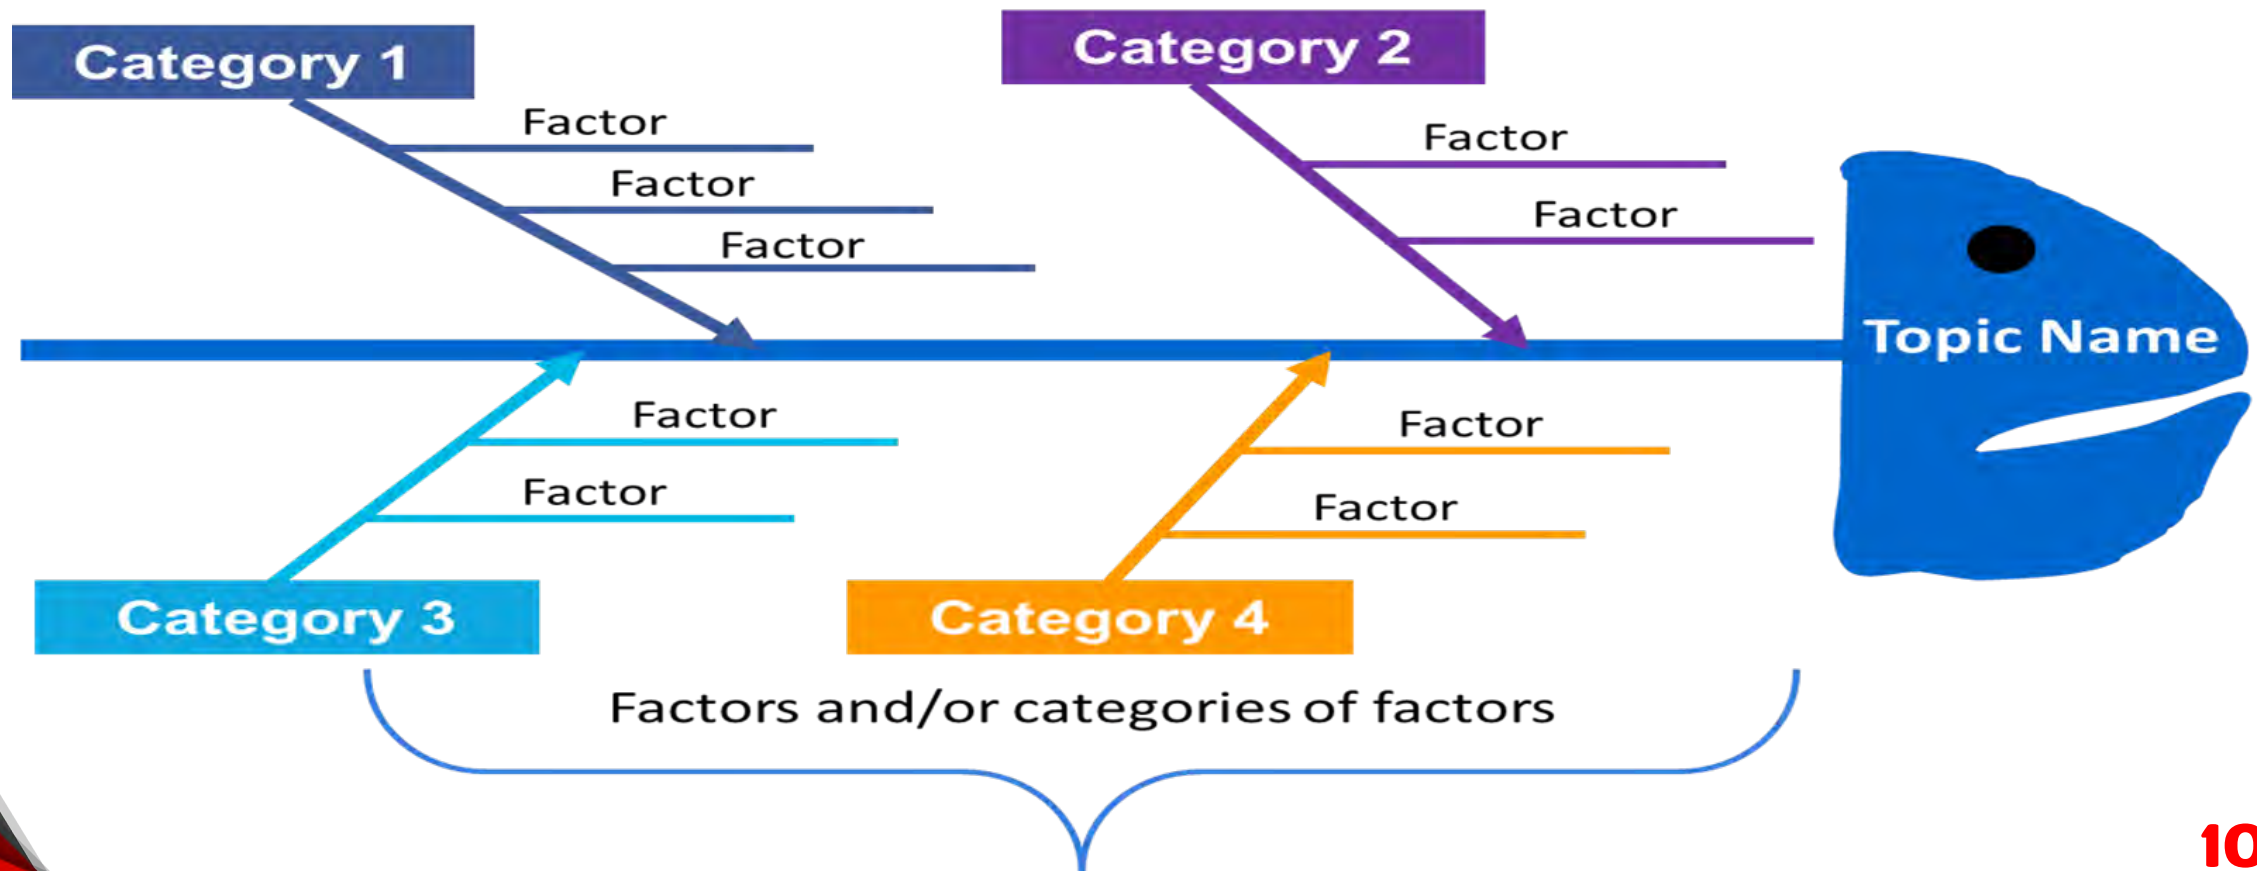 Category 1
Category 2
Factor
Factor
Factor
Factor
Factor
Topic Name
Factor
Factor
Factor
Factor
Category 3
Category 4
Factors and/or categories of factors
10